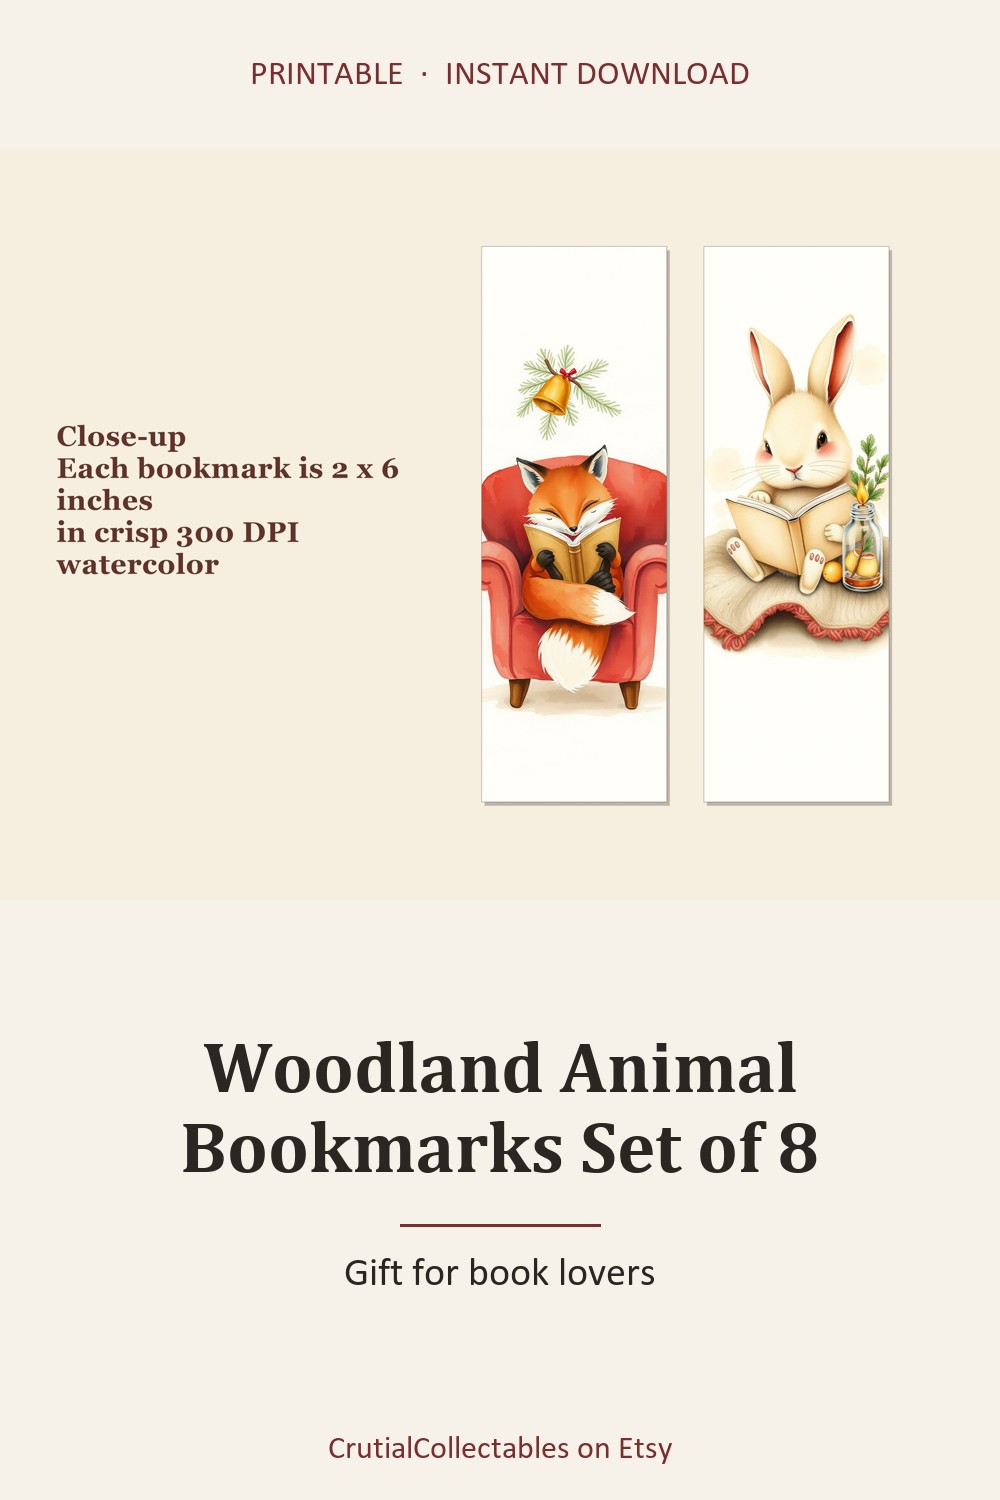 PRINTABLE · INSTANT DOWNLOAD
Close-up
Each bookmark is 2 x 6
inches
in crisp 300 DPI
watercolor
Woodland Animal
Bookmarks Set of 8
Gift for book lovers
CrutialCollectables on Etsy